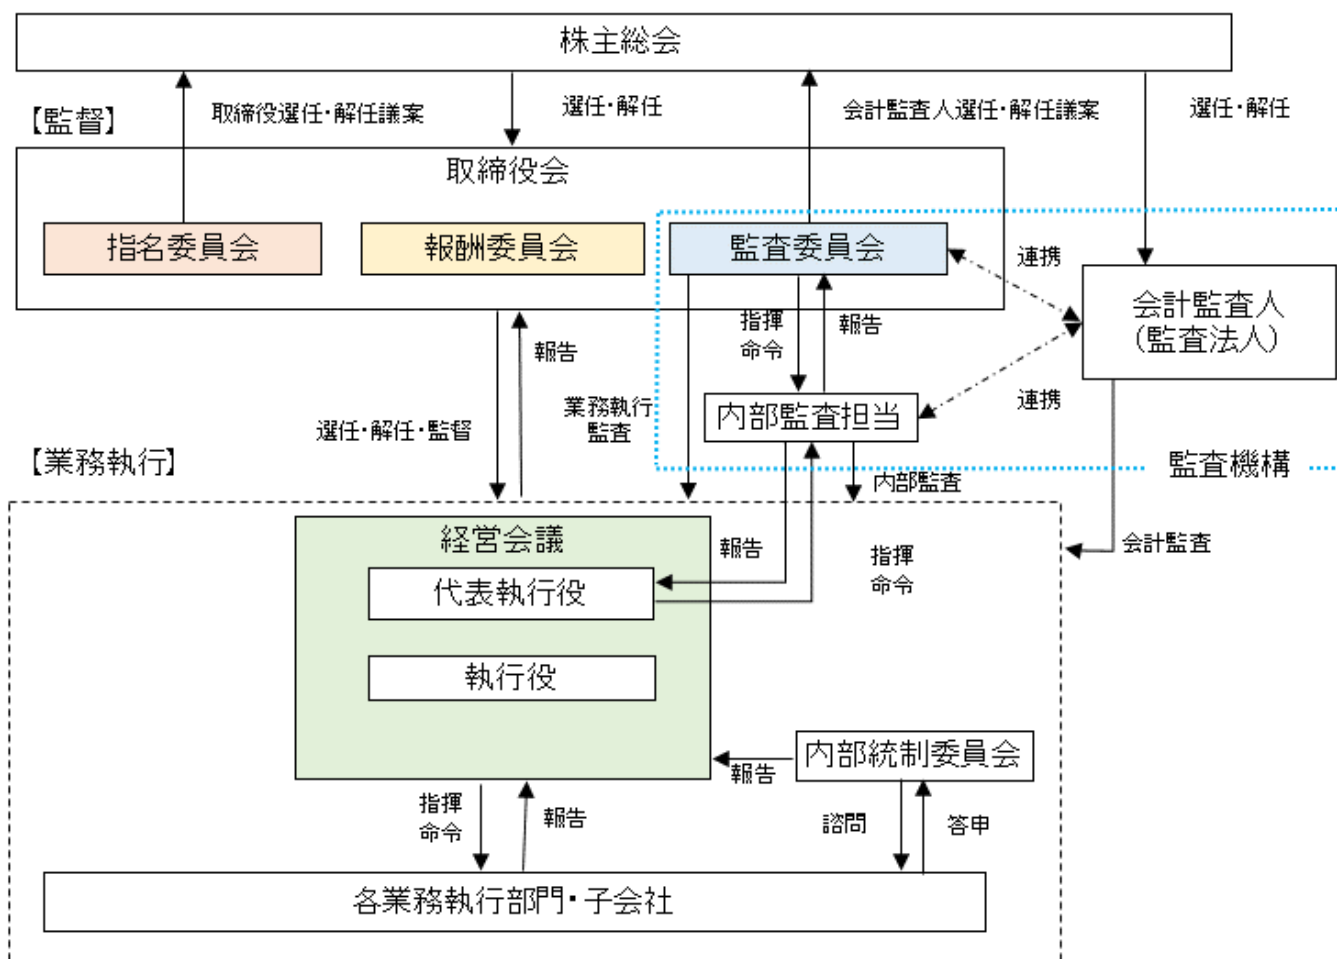 株主総会
【監督】
取締役選任・解任議案
選任・解任
会計監査人選任・解任議案
選任・解任
取締役会
指名委員会
報酬委員会
監査委員会
連携
会計監査人
(監査法人)
指揮
命令
報告
報告
連携
業務執行
監査
内部監査担当
選任・解任・監督
【業務執行】
監査機構
内部監査
経営会議
報告
指揮
命令
会計監査
代表執行役
執行役
内部統制委員会
報告
指揮
命令
報告
諮問
答申
各業務執行部門・子会社